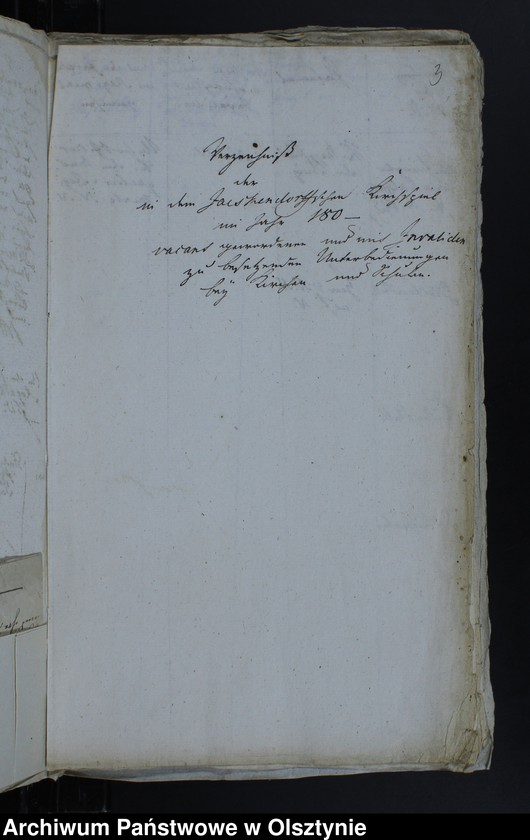 3
Verzeichniß
der
in dem Jaeskendorffschen Kirchspiel
im Jahr 180—
vacant gewordenen und mit Invaliden
zu besetzenden Unterbedienungen
bey Kirchen und Schulen.
Archiwum Państwowe w Olsztynie